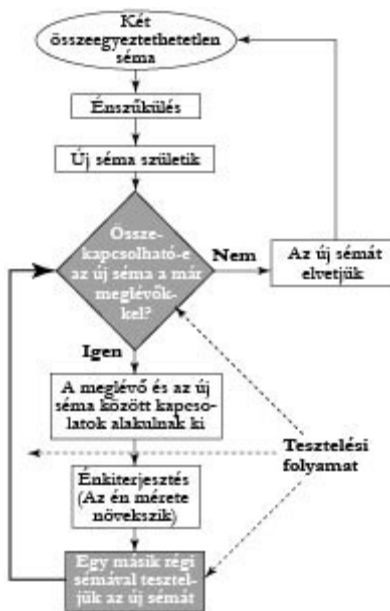 Két
összeegyeztethetetlen
séma
Énszűkülés
Új séma születik
Össze-
kapcsolható-e
az új séma a már
meglévők-
kel?
Nem
Az új sémát
elvetjük
Igen
A meglévő és az új
séma között kapcso-
latok alakulnak ki
Tesztelési
folyamat
Énkiterjesztés
(Az én mérete
növekszik)
Egy másik régi
sémával tesztel-
jük az új sémát